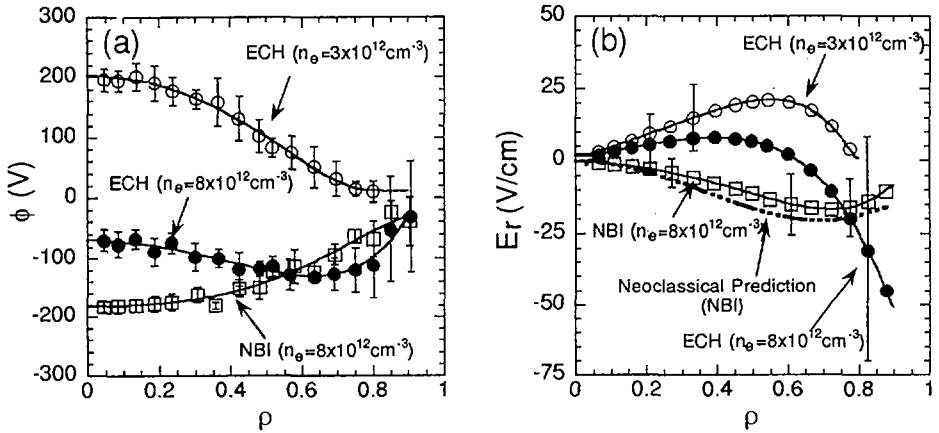 (a)
ECH (nₑ=3x10¹²cm⁻³)
ECH (nₑ=8x10¹²cm⁻³)
NBI (nₑ=8x10¹²cm⁻³)
ϕ (V)
300
200
100
0
-100
-200
-300
0
0.2
0.4
0.6
0.8
1
ρ
(b)
ECH (nₑ=3x10¹²cm⁻³)
NBI (nₑ=8x10¹²cm⁻³)
Neoclassical Prediction
(NBI)
ECH (nₑ=8x10¹²cm⁻³)
Eᵣ (V/cm)
50
25
0
-25
-50
-75
0
0.2
0.4
0.6
0.8
1
ρ